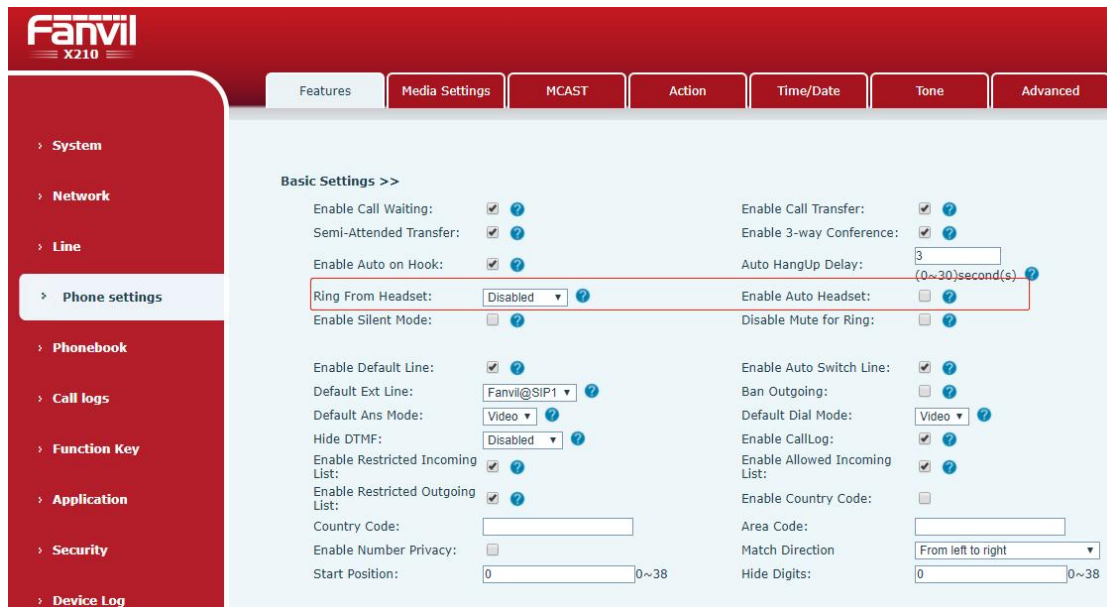 Fanvil
X210
Features Media Settings MCAST Action Time/Date Tone Advanced
› System
› Network
› Line
› Phone settings
› Phonebook
› Call logs
› Function Key
› Application
› Security
› Device Log
Basic Settings >>
Enable Call Waiting: ? Enable Call Transfer: ?
Semi-Attended Transfer: ? Enable 3-way Conference: ?
Enable Auto on Hook: ? Auto HangUp Delay: 3
(0~30)second(s) ?
Ring From Headset: Disabled ? Enable Auto Headset: ?
Enable Silent Mode: ? Disable Mute for Ring: ?
Enable Default Line: ? Enable Auto Switch Line: ?
Default Ext Line: Fanvil@SIP1 ? Ban Outgoing: ?
Default Ans Mode: Video ? Default Dial Mode: Video ?
Hide DTMF: Disabled ? Enable CallLog: ?
Enable Restricted Incoming List: ? Enable Allowed Incoming List: ?
Enable Restricted Outgoing List: ? Enable Country Code:
Country Code: Area Code:
Enable Number Privacy: Match Direction From left to right
Start Position: 0 0~38 Hide Digits: 0 0~38